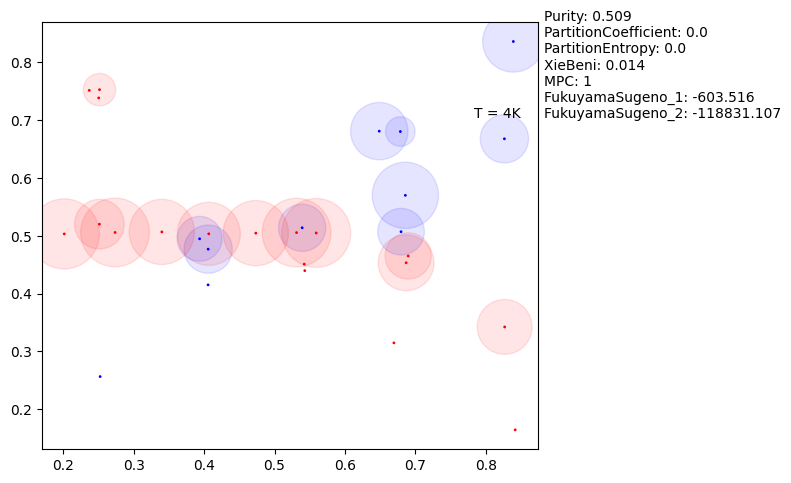 Purity: 0.509
PartitionCoefficient: 0.0
PartitionEntropy: 0.0
XieBeni: 0.014
MPC: 1
FukuyamaSugeno_1: -603.516
FukuyamaSugeno_2: -118831.107
T = 4K
0.8
0.7
0.6
0.5
0.4
0.3
0.2
0.2 0.3 0.4 0.5 0.6 0.7 0.8